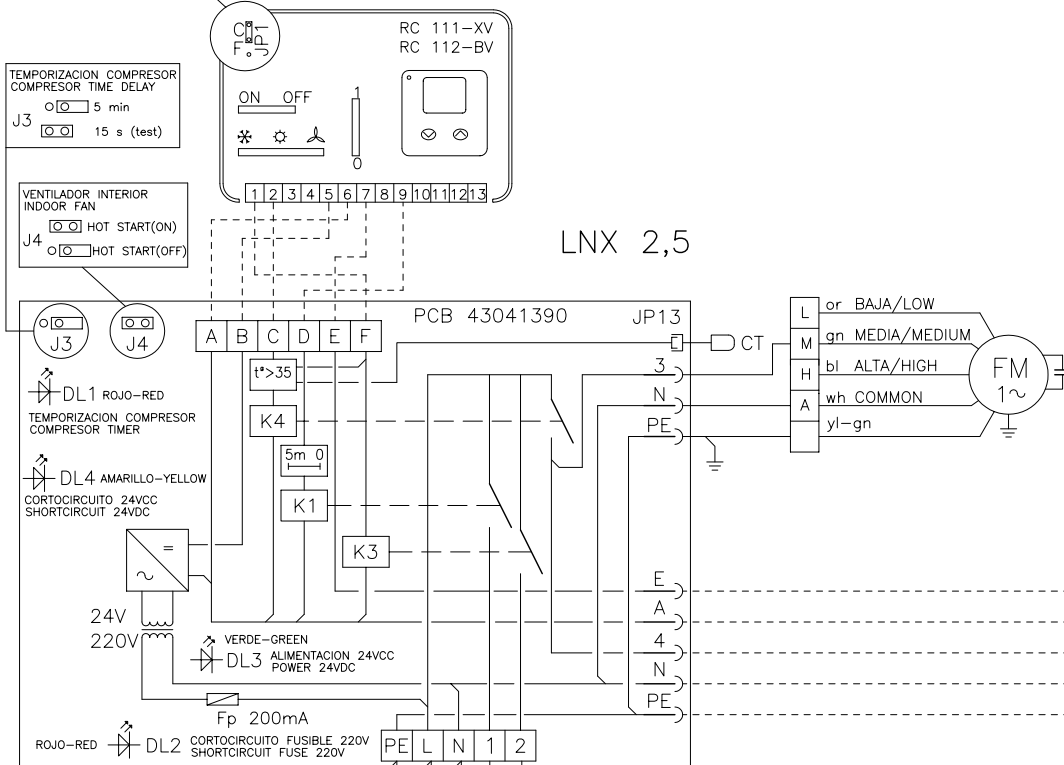 C
F
JP1
RC 111-XV
RC 112-BV
ON OFF
1
0
1 2 3 4 5 6 7 8 9 10 11 12 13
TEMPORIZACION COMPRESOR
COMPRESOR TIME DELAY
J3
5 min
15 s (test)
VENTILADOR INTERIOR
INDOOR FAN
J4
HOT START(ON)
HOT START(OFF)
LNX 2,5
J3
J4
A B C D E F
PCB 43041390
JP13
CT
3
N
PE
L
M
H
A
or BAJA/LOW
gn MEDIA/MEDIUM
bl ALTA/HIGH
wh COMMON
yl-gn
FM
1~
DL1 ROJO-RED
TEMPORIZACION COMPRESOR
COMPRESOR TIMER
t°>35
K4
5m 0
K1
K3
DL4 AMARILLO-YELLOW
CORTOCIRCUITO 24VCC
SHORTCIRCUIT 24VDC
=
~
24V
220V
VERDE-GREEN
DL3 ALIMENTACION 24VCC
POWER 24VDC
E
A
4
N
PE
Fp 200mA
ROJO-RED DL2 CORTOCIRCUITO FUSIBLE 220V
SHORTCIRCUIT FUSE 220V
PE L N 1 2